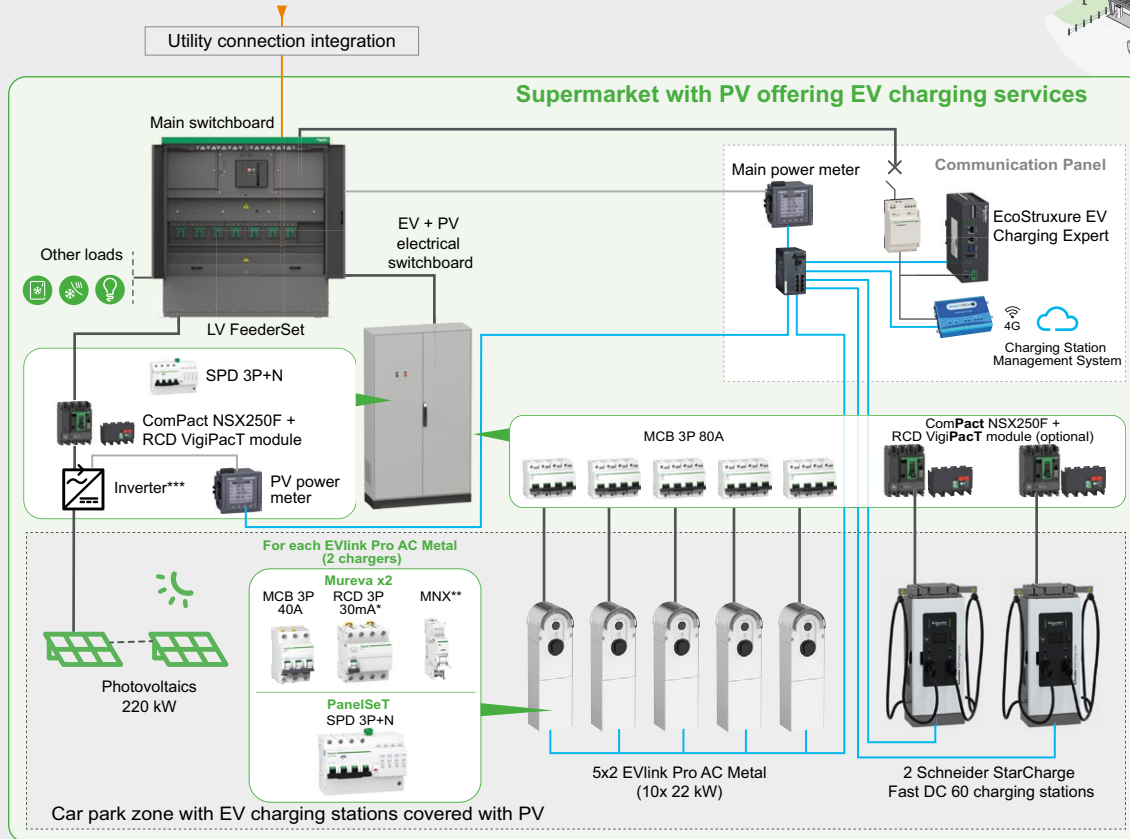 Utility connection integration
Supermarket with PV offering EV charging services
Main switchboard
Communication Panel
Main power meter
EcoStruxure EV
Charging Expert
EV + PV
electrical
switchboard
Other loads
LV FeederSet
4G
Charging Station
Management System
SPD 3P+N
ComPact NSX250F +
RCD VigiPacT module
Inverter***
PV power
meter
MCB 3P 80A
ComPact NSX250F +
RCD VigiPacT module (optional)
For each EVlink Pro AC Metal
(2 chargers)
Mureva x2
MCB 3P
40A
RCD 3P
30mA*
MNX**
PanelSeT
SPD 3P+N
Photovoltaics
220 kW
5x2 EVlink Pro AC Metal
(10x 22 kW)
2 Schneider StarCharge
Fast DC 60 charging stations
Car park zone with EV charging stations covered with PV